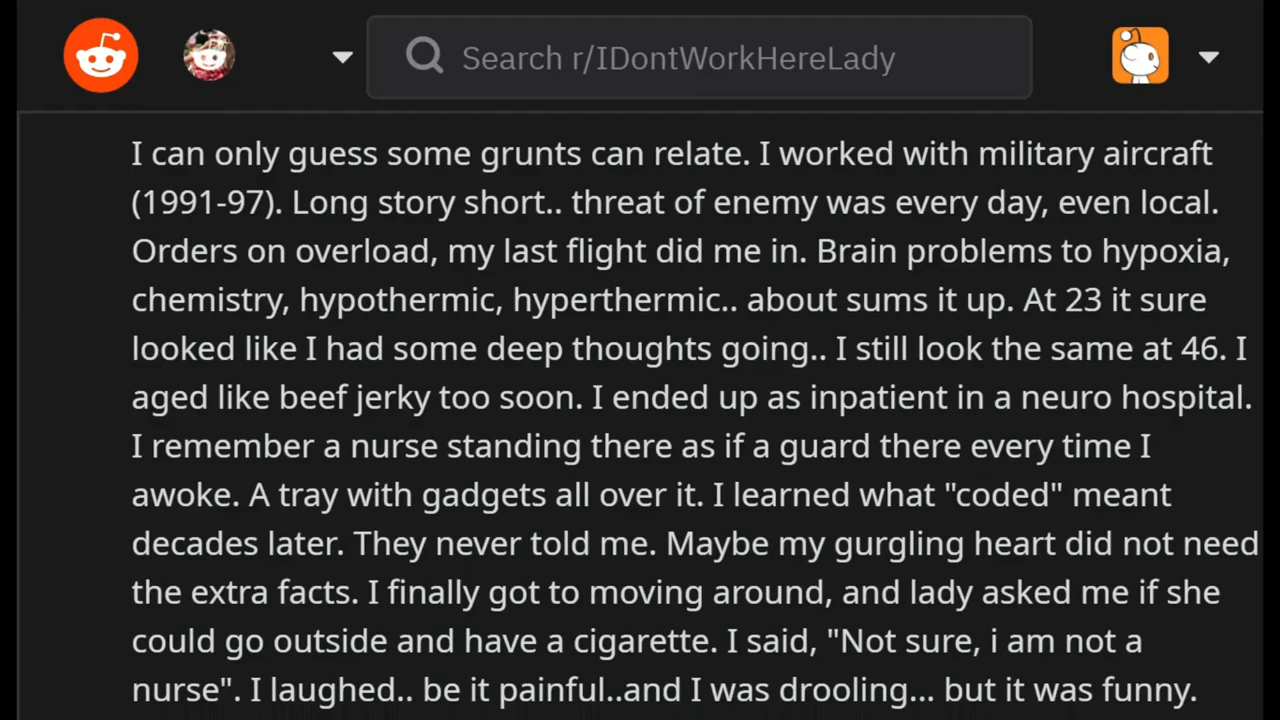 Search r/IDontWorkHereLady
I can only guess some grunts can relate. I worked with military aircraft
(1991-97). Long story short.. threat of enemy was every day, even local.
Orders on overload, my last flight did me in. Brain problems to hypoxia,
chemistry, hypothermic, hyperthermic.. about sums it up. At 23 it sure
looked like I had some deep thoughts going.. I still look the same at 46. I
aged like beef jerky too soon. I ended up as inpatient in a neuro hospital.
I remember a nurse standing there as if a guard there every time I
awoke. A tray with gadgets all over it. I learned what "coded" meant
decades later. They never told me. Maybe my gurgling heart did not need
the extra facts. I finally got to moving around, and lady asked me if she
could go outside and have a cigarette. I said, "Not sure, i am not a
nurse". I laughed.. be it painful..and I was drooling... but it was funny.